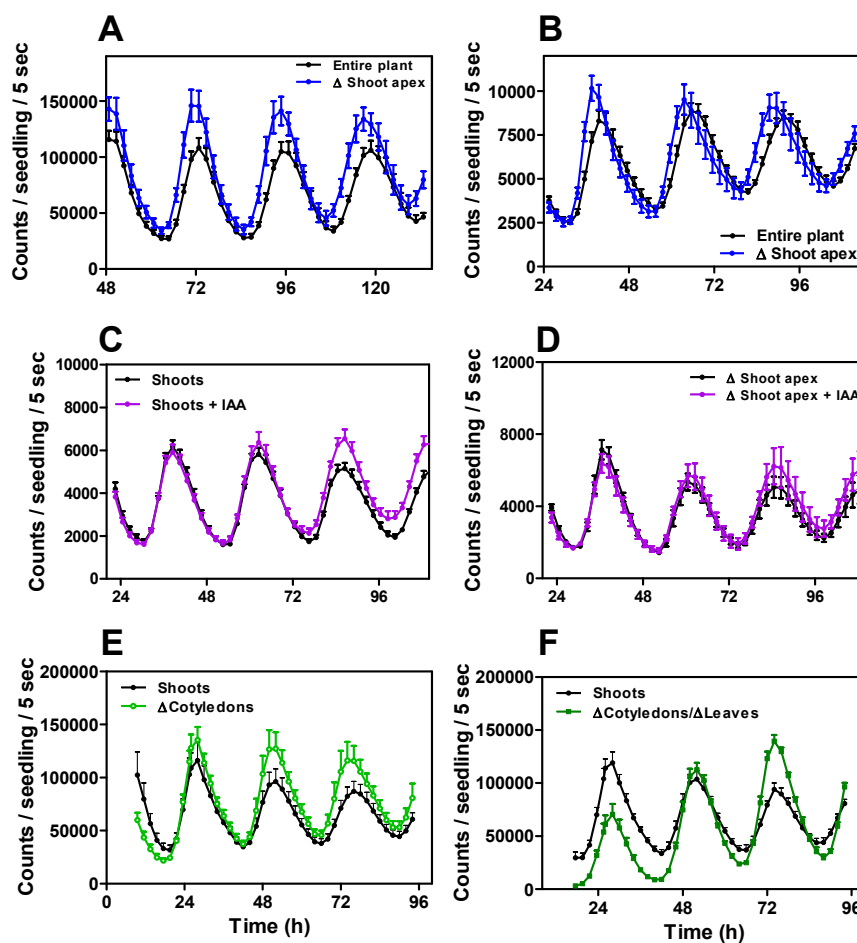 A
Counts / seedling / 5 sec
Entire plant
Δ Shoot apex
150000
100000
50000
0
48 72 96 120
B
Counts / seedling / 5 sec
10000
7500
5000
2500
0
Entire plant
Δ Shoot apex
24 48 72 96
C
Counts / seedling / 5 sec
10000
8000
6000
4000
2000
0
Shoots
Shoots + IAA
24 48 72 96
D
Counts / seedling / 5 sec
12000
8000
4000
0
Δ Shoot apex
Δ Shoot apex + IAA
24 48 72 96
E
Counts / seedling / 5 sec
200000
150000
100000
50000
0
Shoots
ΔCotyledons
0 24 48 72 96
Time (h)
F
Counts / seedling / 5 sec
200000
150000
100000
50000
0
Shoots
ΔCotyledons/ΔLeaves
24 48 72 96
Time (h)